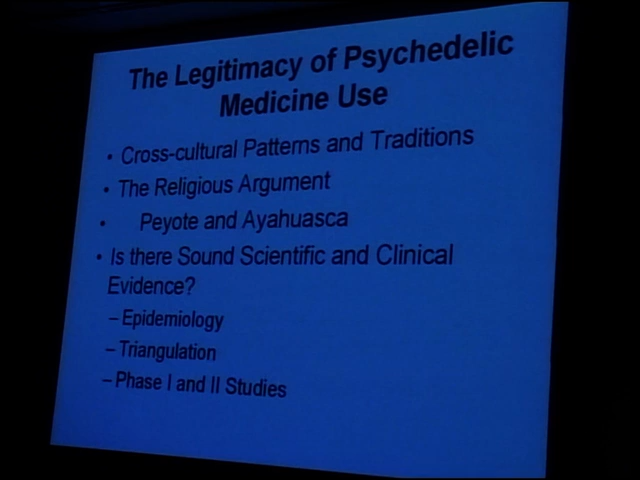 The Legitimacy of Psychedelic
Medicine Use
• Cross-cultural Patterns and Traditions
• The Religious Argument
• Peyote and Ayahuasca
• Is there Sound Scientific and Clinical
Evidence?
– Epidemiology
– Triangulation
– Phase I and II Studies